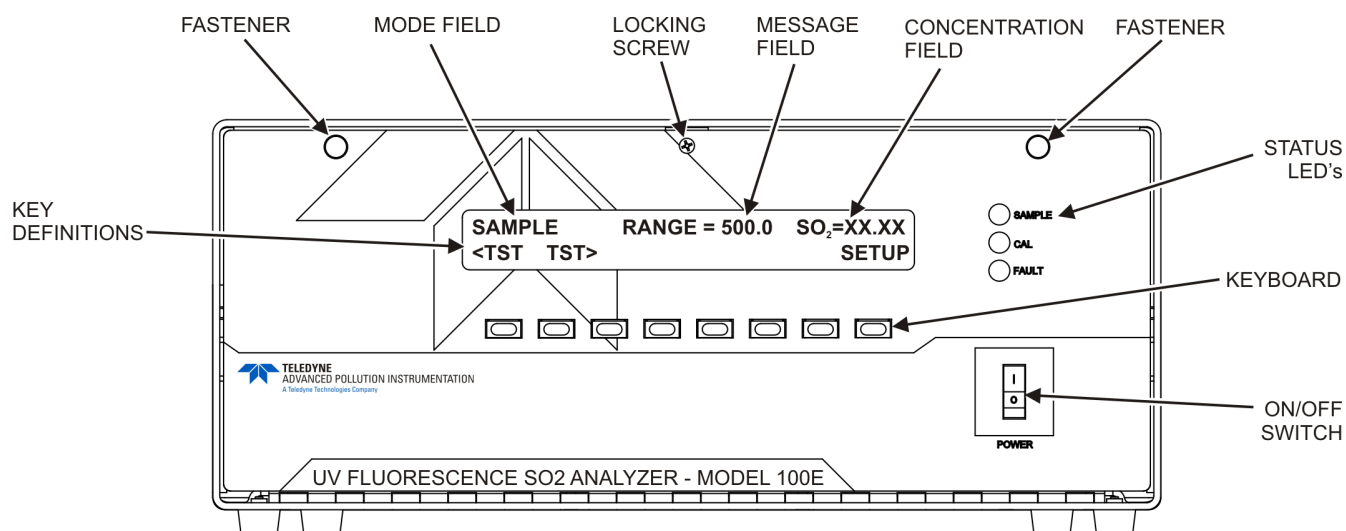 FASTENER
MODE FIELD
LOCKING
SCREW
MESSAGE
FIELD
CONCENTRATION
FIELD
FASTENER
STATUS
LED's
KEY
DEFINITIONS
SAMPLE RANGE = 500.0 SO₂=XX.XX
<TST TST> SETUP
SAMPLE
CAL
FAULT
KEYBOARD
TELEDYNE
ADVANCED POLLUTION INSTRUMENTATION
A Teledyne Technologies Company
I
O
POWER
ON/OFF
SWITCH
UV FLUORESCENCE SO2 ANALYZER - MODEL 100E